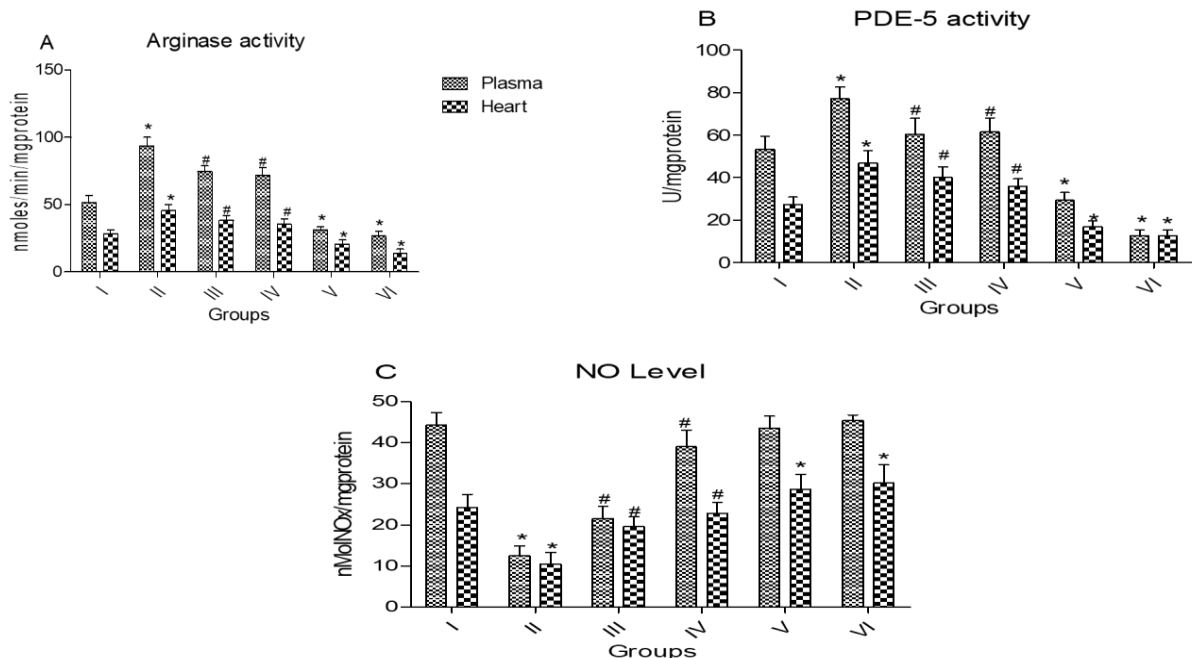 A
Arginase activity
150
100
50
0
nmoles/min/mgprotein
* * # # # # * * * *
I II III IV V VI
Groups
Plasma
Heart
B
PDE-5 activity
100
80
60
40
20
0
U/mgprotein
* * # # # # * * * *
I II III IV V VI
Groups
C
NO Level
50
40
30
20
10
0
nMolNOx/mgprotein
* * # # # # * *
I II III IV V VI
Groups